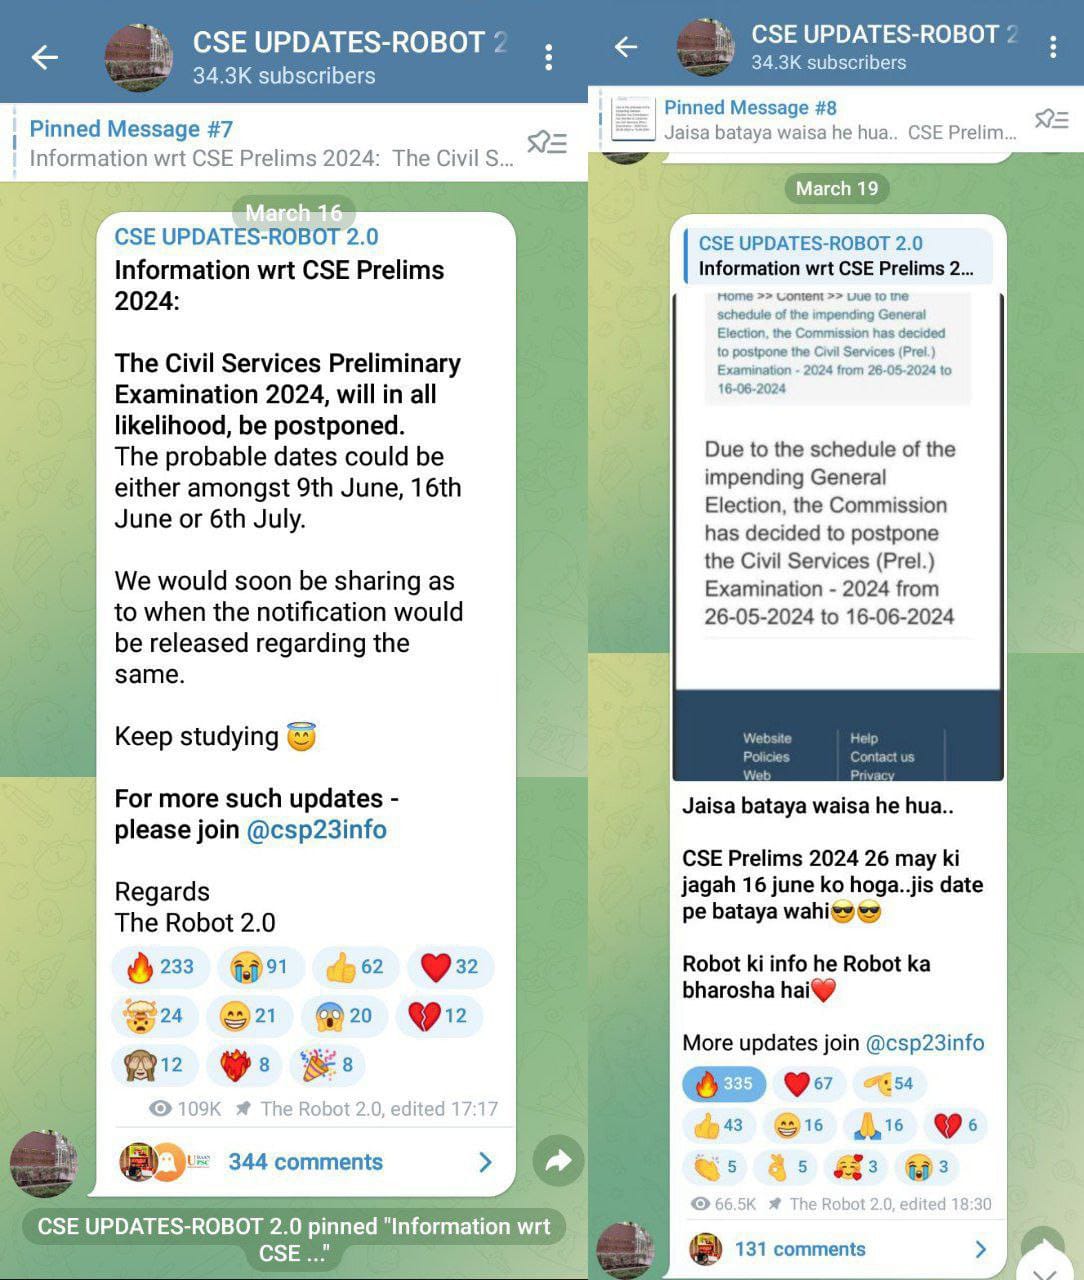 CSE UPDATES-ROBOT 2
34.3K subscribers
Pinned Message #7
Information wrt CSE Prelims 2024:  The Civil S...
March 16
CSE UPDATES-ROBOT 2.0
Information wrt CSE Prelims
2024:
The Civil Services Preliminary
Examination 2024, will in all
likelihood, be postponed.
The probable dates could be
either amongst 9th June, 16th
June or 6th July.
We would soon be sharing as
to when the notification would
be released regarding the
same.
Keep studying 😇
For more such updates -
please join @csp23info
Regards
The Robot 2.0
🔥 233 😭 91 👍 62 ❤️ 32
🤯 24 😁 21 😱 20 💔 12
🙈 12 ❤️‍🔥 8 🎉 8
109K The Robot 2.0, edited 17:17
344 comments
CSE UPDATES-ROBOT 2.0 pinned "Information wrt
CSE ..."
CSE UPDATES-ROBOT 2
34.3K subscribers
Pinned Message #8
Jaisa bataya waisa he hua..  CSE Prelim...
March 19
CSE UPDATES-ROBOT 2.0
Information wrt CSE Prelims 2...
Home >> Content >> Due to the
schedule of the impending General
Election, the Commission has decided
to postpone the Civil Services (Prel.)
Examination - 2024 from 26-05-2024 to
16-06-2024
Due to the schedule of the
impending General
Election, the Commission
has decided to postpone
the Civil Services (Prel.)
Examination - 2024 from
26-05-2024 to 16-06-2024
Website Help
Policies Contact us
Web Privacy
Jaisa bataya waisa he hua..
CSE Prelims 2024 26 may ki
jagah 16 june ko hoga..jis date
pe bataya wahi😎😎
Robot ki info he Robot ka
bharosha hai❤️
More updates join @csp23info
🔥 335 ❤️ 67 🫡 54
👍 43 😁 16 🙏 16 💔 6
👏 5 👌 5 🥰 3 😭 3
66.5K The Robot 2.0, edited 18:30
131 comments